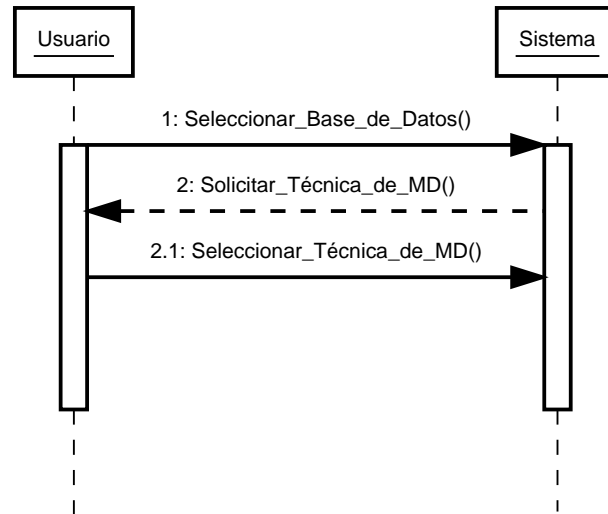 Usuario
Sistema
1: Seleccionar_Base_de_Datos()
2: Solicitar_Técnica_de_MD()
2.1: Seleccionar_Técnica_de_MD()